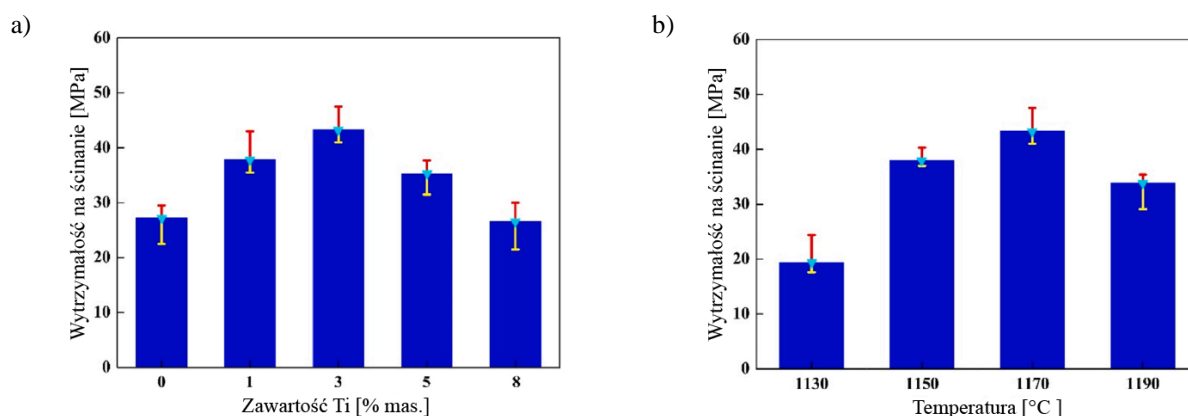 a)
60
50
40
30
20
10
0
Wytrzymałość na ścinanie [MPa]
0 1 3 5 8
Zawartość Ti [% mas.]
b)
60
50
40
30
20
10
0
Wytrzymałość na ścinanie [MPa]
1130 1150 1170 1190
Temperatura [°C ]